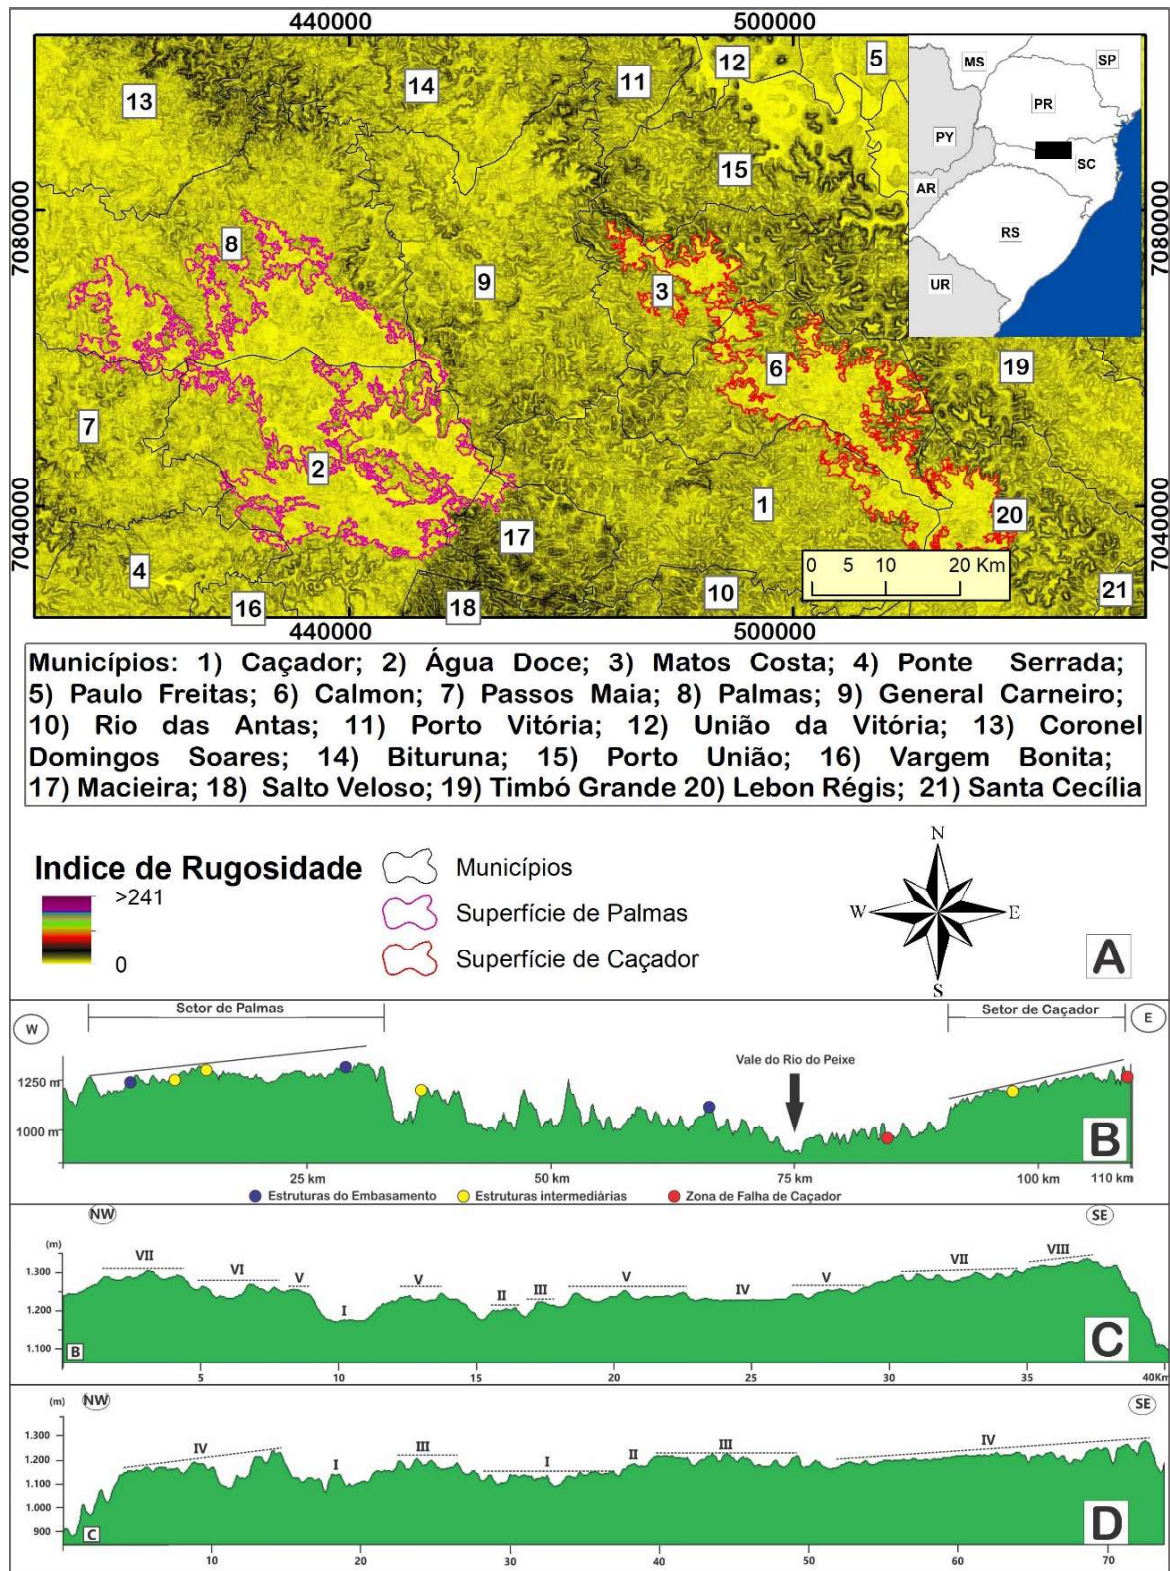 440000 500000
13
14
11
12
5
15
8
9
3
6
7
2
1
4
16
17
18
10
19
20
21
7080000
7040000
7080000
7040000
MS
SP
PR
PY
SC
AR
RS
UR
0 5 10 20 Km
440000 500000
Municípios: 1) Caçador; 2) Água Doce; 3) Matos Costa; 4) Ponte Serrada;
5) Paulo Freitas; 6) Calmon; 7) Passos Maia; 8) Palmas; 9) General Carneiro;
10) Rio das Antas; 11) Porto Vitória; 12) União da Vitória; 13) Coronel
Domingos Soares; 14) Bituruna; 15) Porto União; 16) Vargem Bonita;
17) Macieira; 18) Salto Veloso; 19) Timbó Grande 20) Lebon Régis; 21) Santa Cecília
Indice de Rugosidade
>241
0
Municípios
Superfície de Palmas
Superfície de Caçador
N
W E
S
A
W Setor de Palmas Setor de Caçador E
Vale do Rio do Peixe
1250 m
1000 m
B
25 km 50 km 75 km 100 km 110 km
Estruturas do Embasamento Estruturas intermediárias Zona de Falha de Caçador
NW SE
(m)
1.300
1.200
1.100
VII VI V I V II III V IV V VII VIII
B
C
5 10 15 20 25 30 35 40Km
NW SE
(m)
1.300
1.200
1.100
1.000
900
IV I III I II III IV
C
D
10 20 30 40 50 60 70